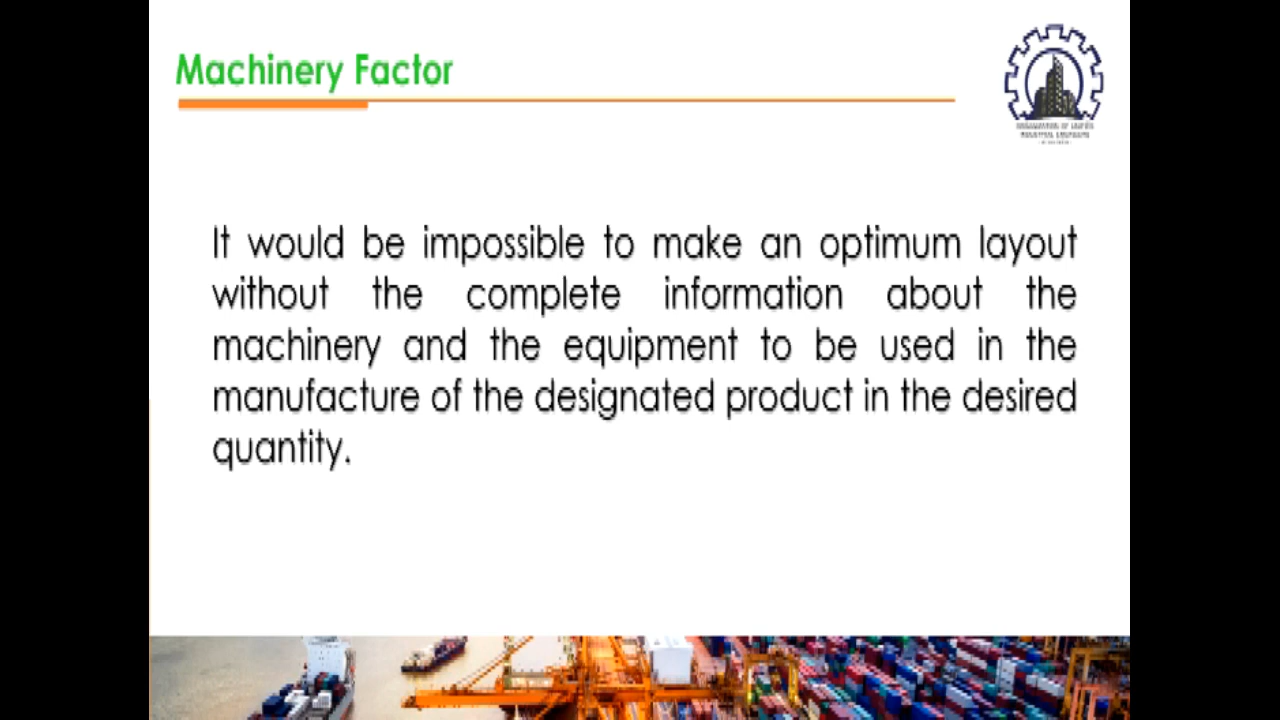 Machinery Factor
It would be impossible to make an optimum layout
without the complete information about the
machinery and the equipment to be used in the
manufacture of the designated product in the desired
quantity.